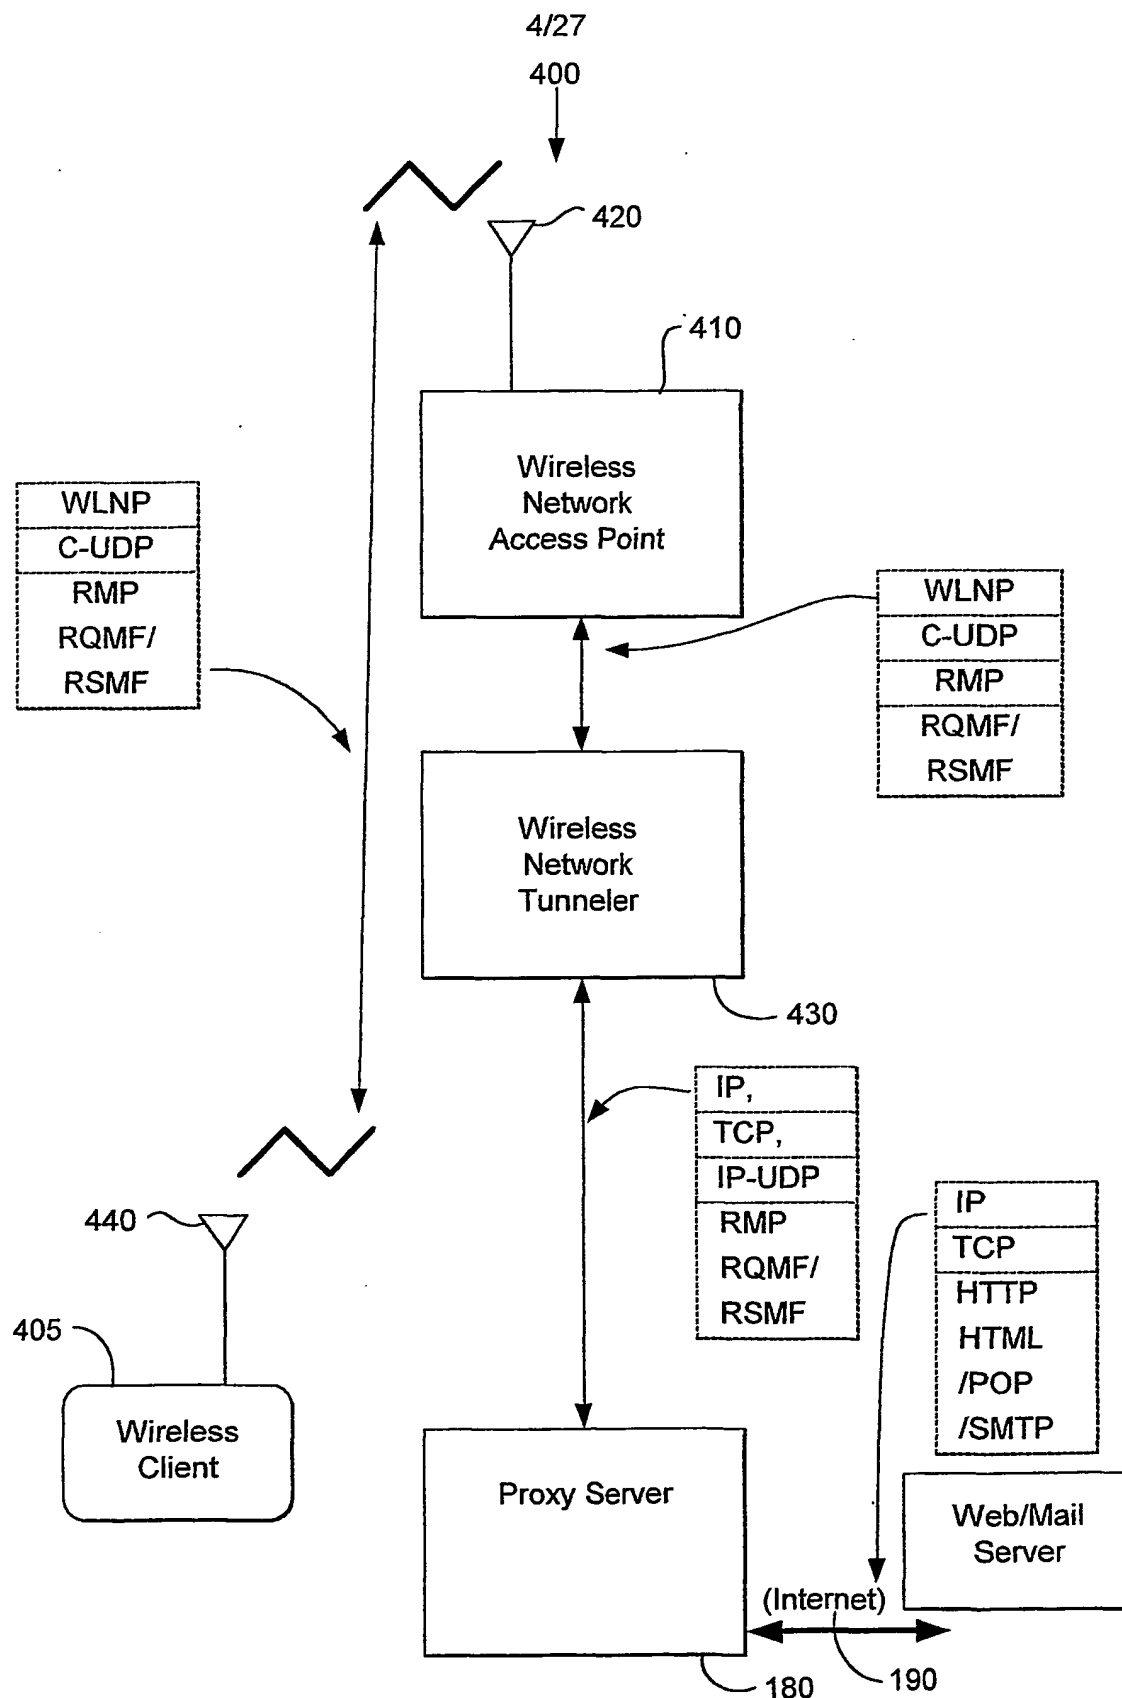 4/27
400
420
410
Wireless
Network
Access Point
WLNP
C-UDP
RMP
RQMF/
RSMF
WLNP
C-UDP
RMP
RQMF/
RSMF
Wireless
Network
Tunneler
430
IP,
TCP,
IP-UDP
RMP
RQMF/
RSMF
IP
TCP
HTTP
HTML
/POP
/SMTP
440
405
Wireless
Client
Proxy Server
Web/Mail
Server
(Internet)
180
190